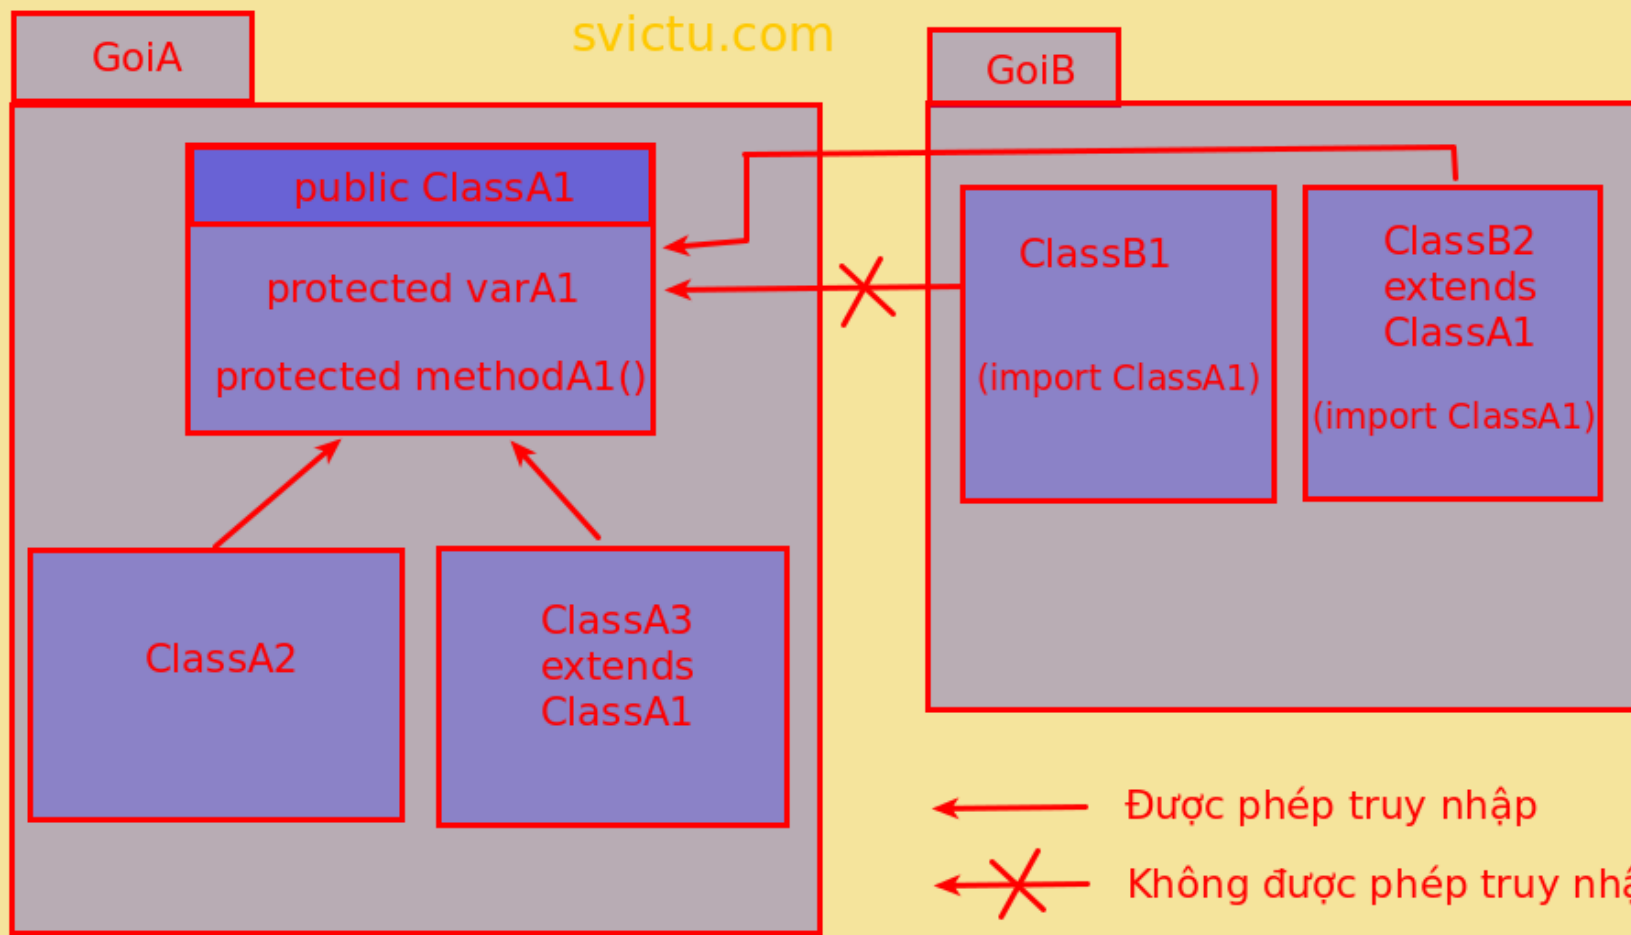 svictu.com
GoiA
public ClassA1
protected varA1
protected methodA1()
ClassA2
ClassA3
extends
ClassA1
GoiB
ClassB1
(import ClassA1)
ClassB2
extends
ClassA1
(import ClassA1)
Được phép truy nhập
Không được phép truy